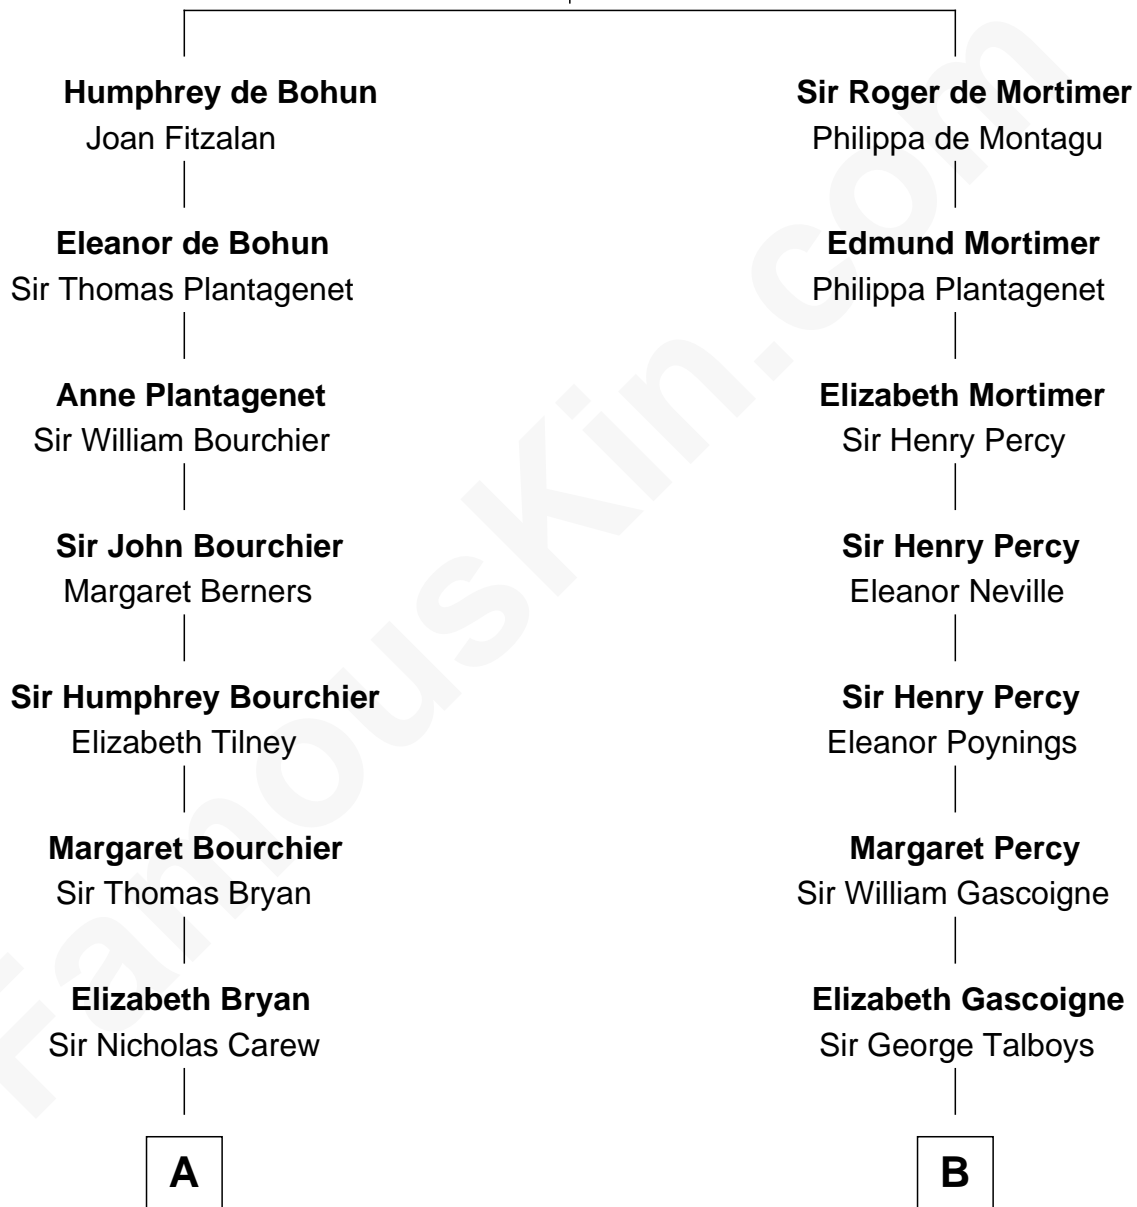 Humphrey de Bohun
Joan Fitzalan
Eleanor de Bohun
Sir Thomas Plantagenet
Anne Plantagenet
Sir William Bourchier
Sir John Bourchier
Margaret Berners
Sir Humphrey Bourchier
Elizabeth Tilney
Margaret Bourchier
Sir Thomas Bryan
Elizabeth Bryan
Sir Nicholas Carew
A
Sir Roger de Mortimer
Philippa de Montagu
Edmund Mortimer
Philippa Plantagenet
Elizabeth Mortimer
Sir Henry Percy
Sir Henry Percy
Eleanor Neville
Sir Henry Percy
Eleanor Poynings
Margaret Percy
Sir William Gascoigne
Elizabeth Gascoigne
Sir George Talboys
B
FamousKin.com